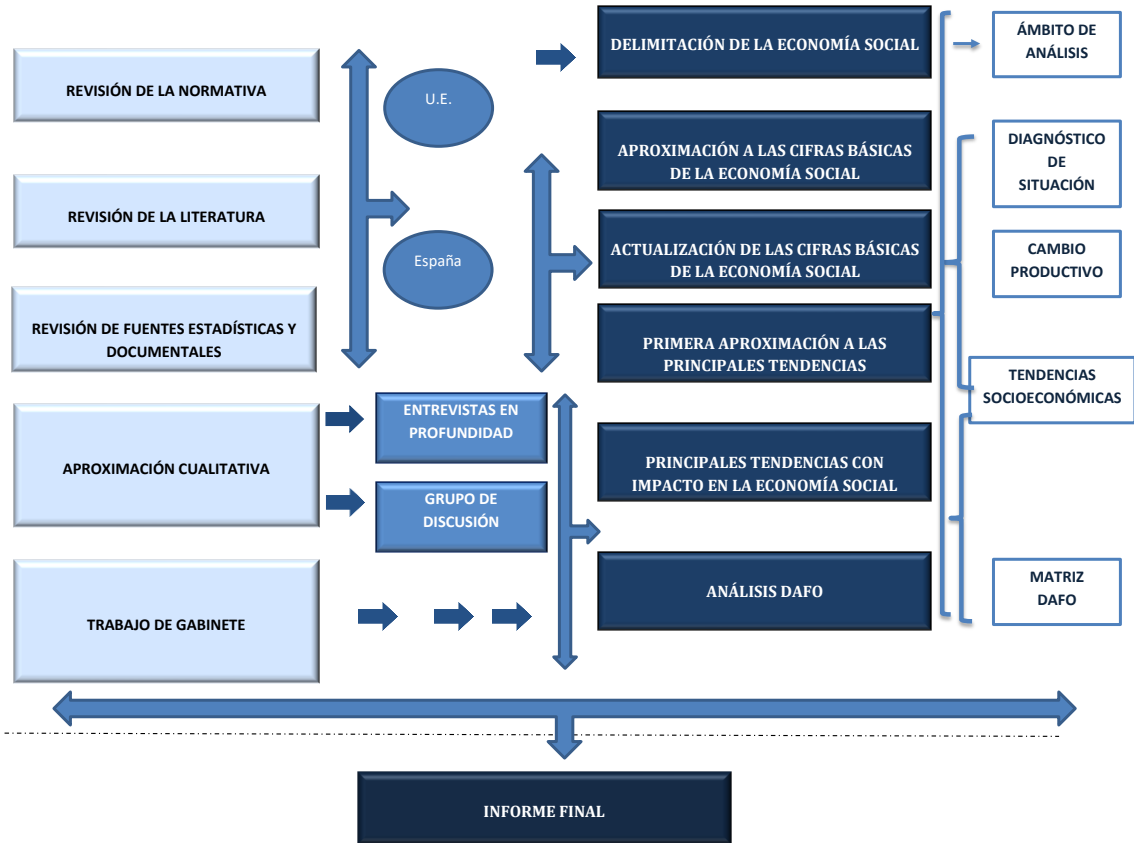 REVISIÓN DE LA NORMATIVA
REVISIÓN DE LA LITERATURA
REVISIÓN DE FUENTES ESTADÍSTICAS Y
DOCUMENTALES
APROXIMACIÓN CUALITATIVA
TRABAJO DE GABINETE
U.E.
España
ENTREVISTAS EN
PROFUNDIDAD
GRUPO DE
DISCUSIÓN
DELIMITACIÓN DE LA ECONOMÍA SOCIAL
APROXIMACIÓN A LAS CIFRAS BÁSICAS
DE LA ECONOMÍA SOCIAL
ACTUALIZACIÓN DE LAS CIFRAS BÁSICAS
DE LA ECONOMÍA SOCIAL
PRIMERA APROXIMACIÓN A LAS
PRINCIPALES TENDENCIAS
PRINCIPALES TENDENCIAS CON
IMPACTO EN LA ECONOMÍA SOCIAL
ANÁLISIS DAFO
ÁMBITO DE
ANÁLISIS
DIAGNÓSTICO
DE
SITUACIÓN
CAMBIO
PRODUCTIVO
TENDENCIAS
SOCIOECONÓMICAS
MATRIZ
DAFO
INFORME FINAL